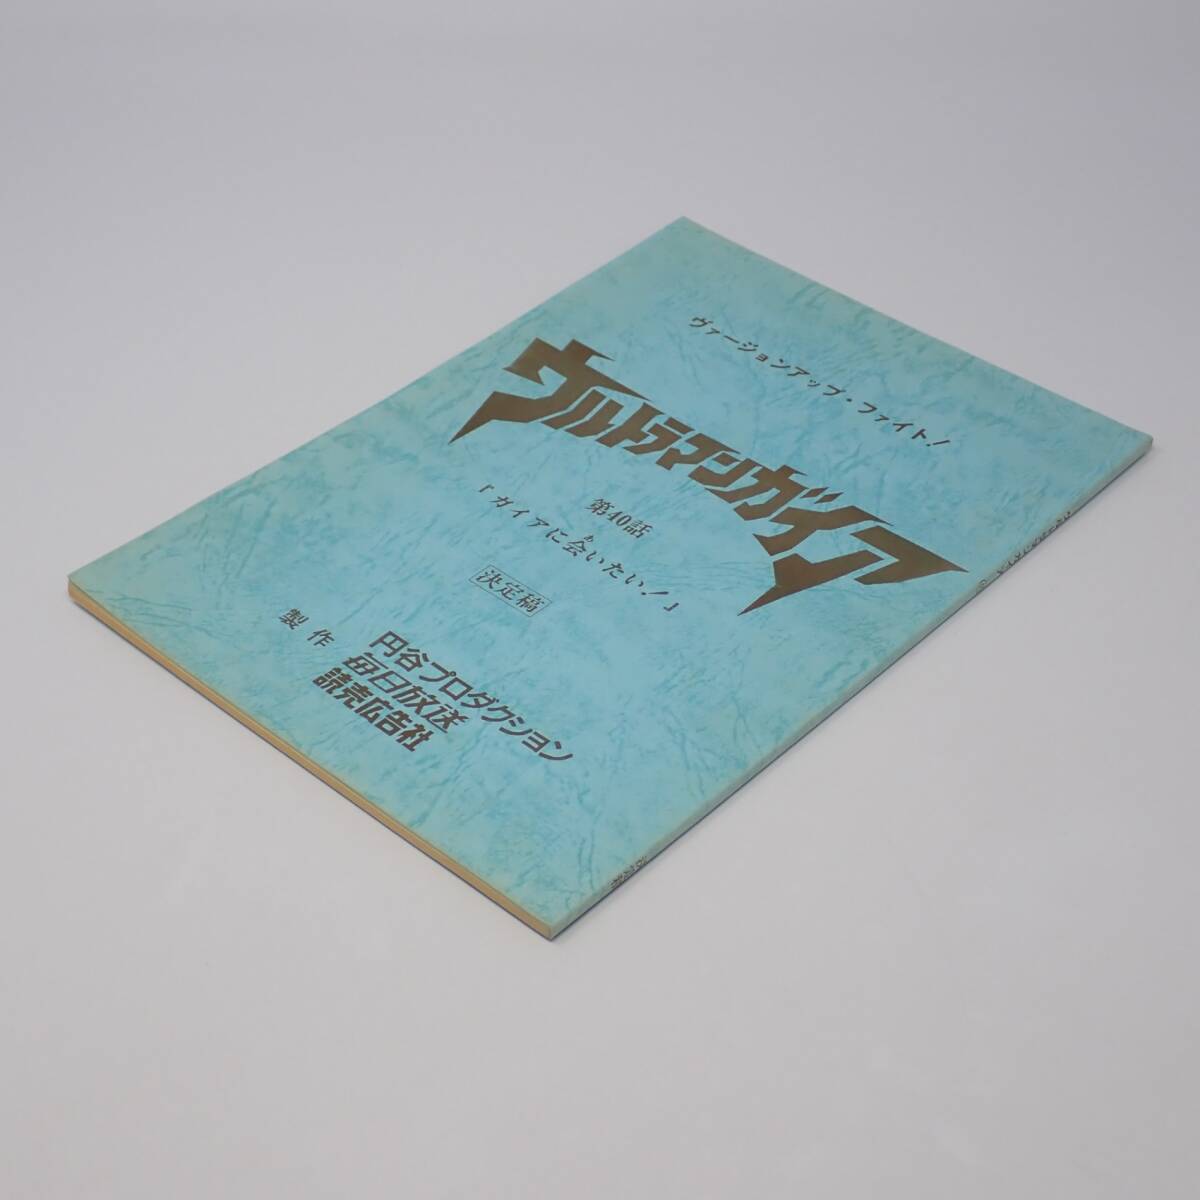 ヴァージョンアップ・ファイト!
ウルトラマンガイア
第40話
「ガイアに会いたい!」
あ
決定稿
製作
円谷プロダクション
毎日放送
読売広告社